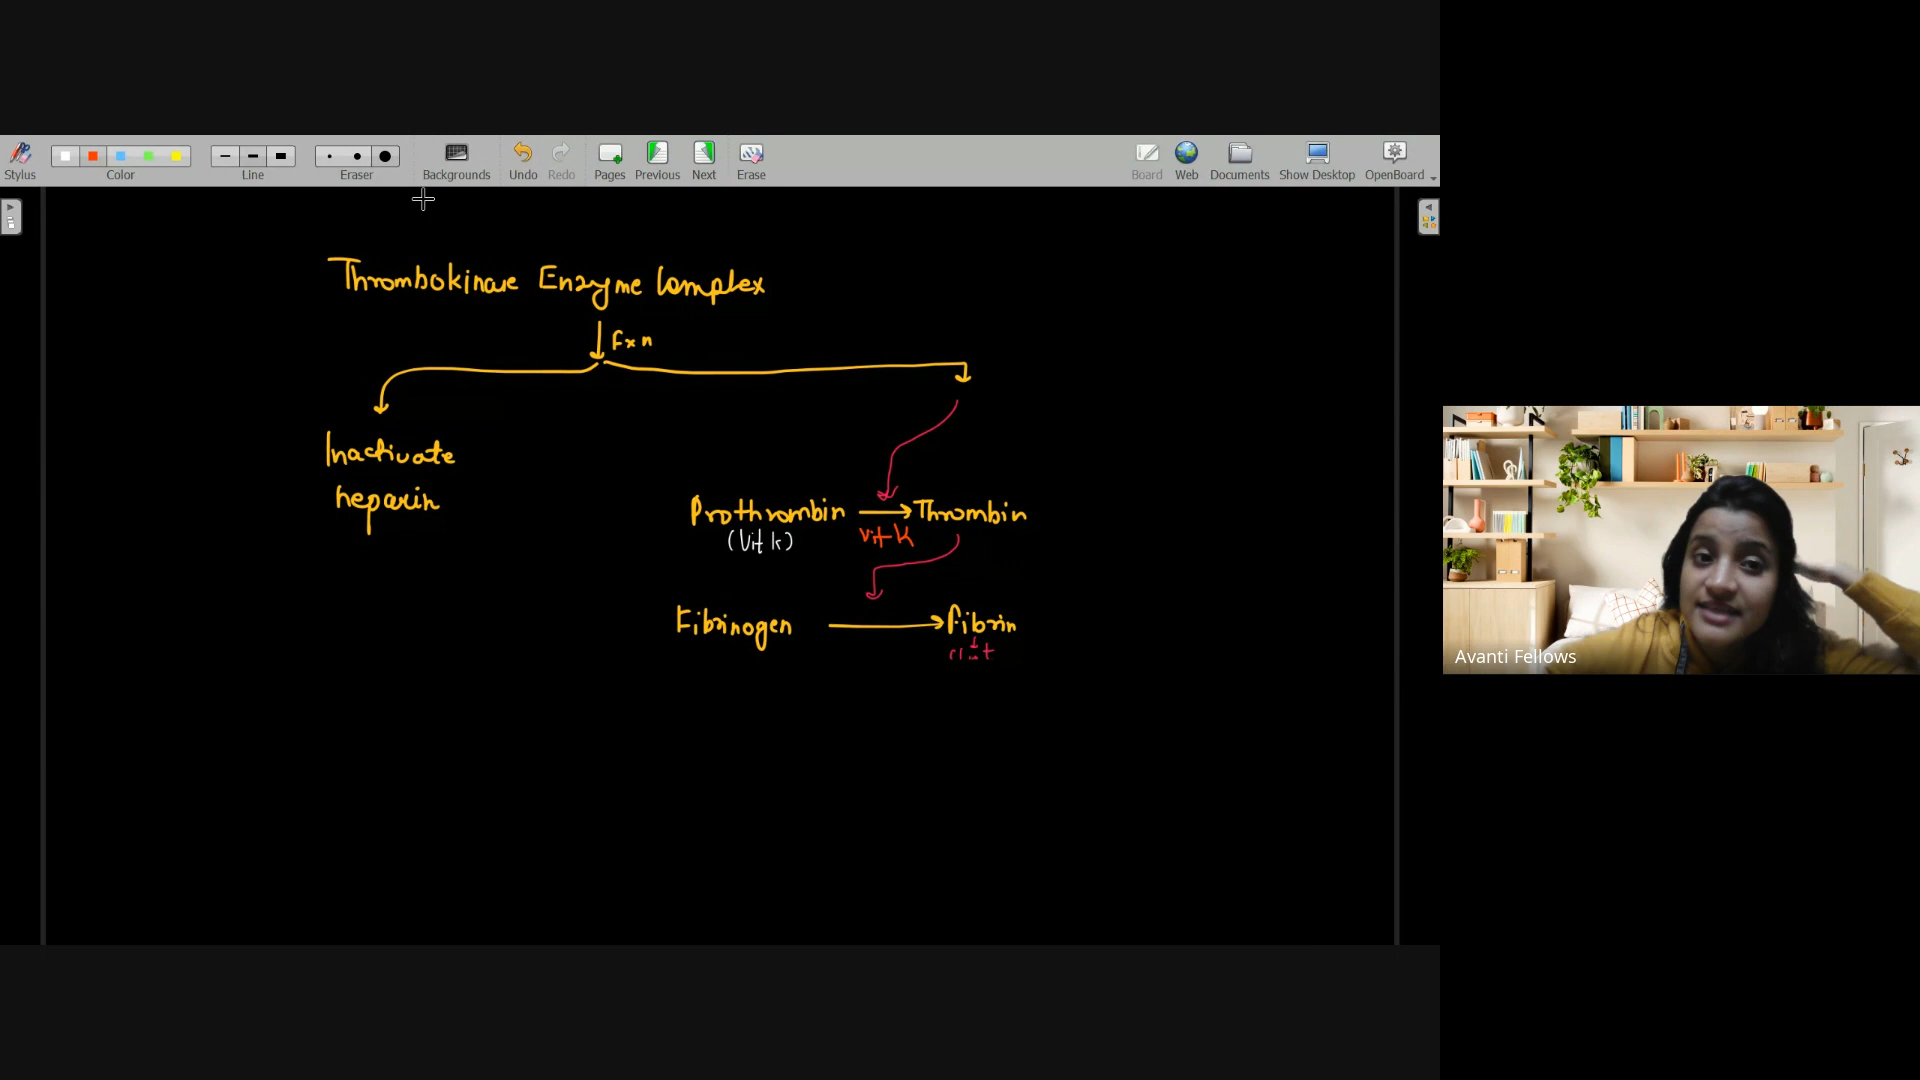 Stylus Color Line Eraser Backgrounds Undo Redo Pages Previous Next Erase Board Web Documents Show Desktop OpenBoard
Thrombokinase Enzyme Complex
Fxn
Inactivate
heparin
Prothrombin → Thrombin
(Vit K) Vit K
Fibrinogen → Fibrin
clot
Avanti Fellows